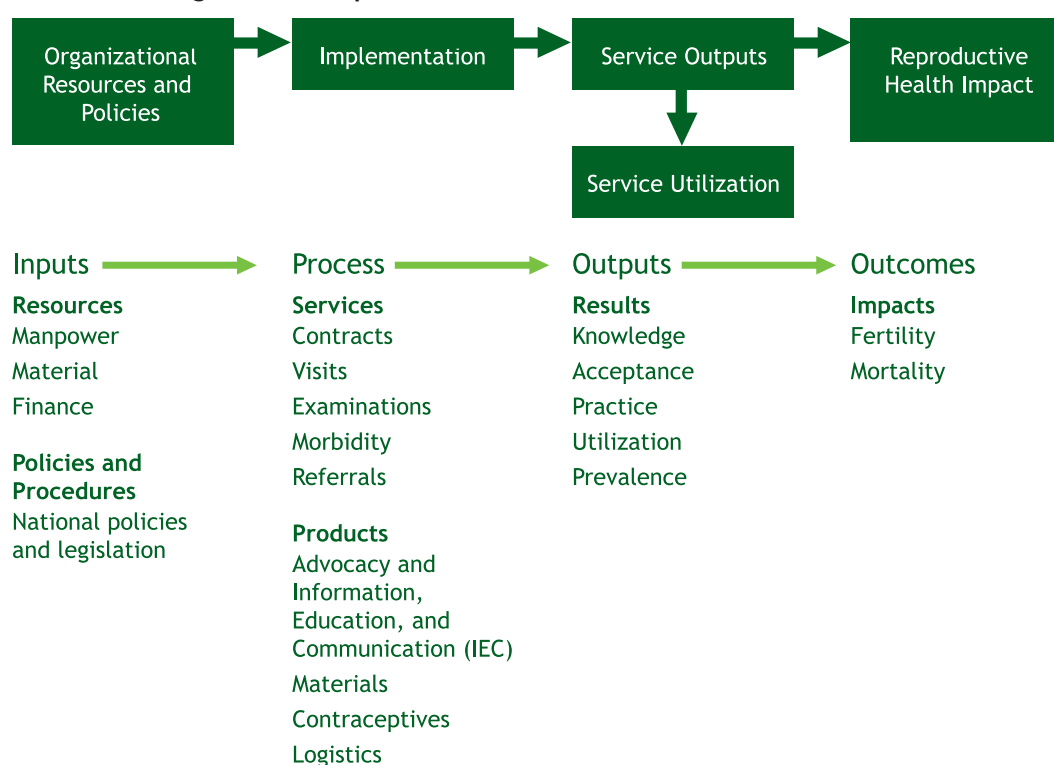 Organizational
Resources and
Policies
Implementation
Service Outputs
Reproductive
Health Impact
Service Utilization
Inputs
Process
Outputs
Outcomes
Resources
Manpower
Material
Finance
Policies and
Procedures
National policies
and legislation
Services
Contracts
Visits
Examinations
Morbidity
Referrals
Products
Advocacy and
Information,
Education, and
Communication (IEC)
Materials
Contraceptives
Logistics
Results
Knowledge
Acceptance
Practice
Utilization
Prevalence
Impacts
Fertility
Mortality